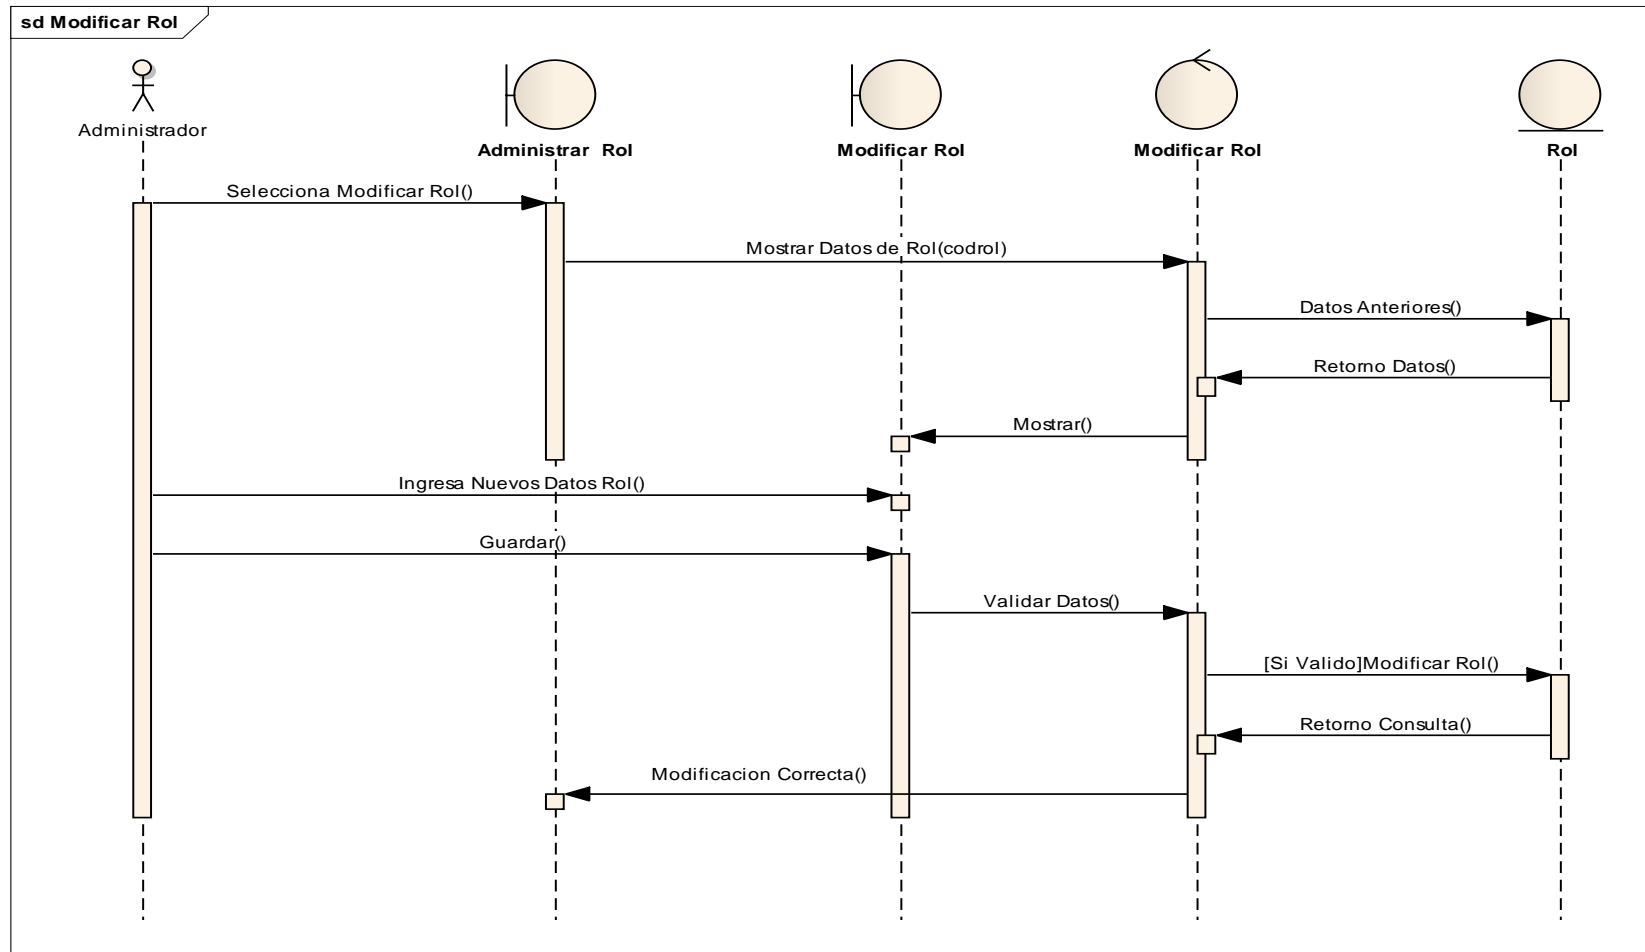 sd Modificar Rol
Administrador
Administrar Rol
Modificar Rol
Modificar Rol
Rol
Selecciona Modificar Rol()
Mostrar Datos de Rol(codrol)
Datos Anteriores()
Retorno Datos()
Mostrar()
Ingresa Nuevos Datos Rol()
Guardar()
Validar Datos()
[Si Valido]Modificar Rol()
Retorno Consulta()
Modificacion Correcta()